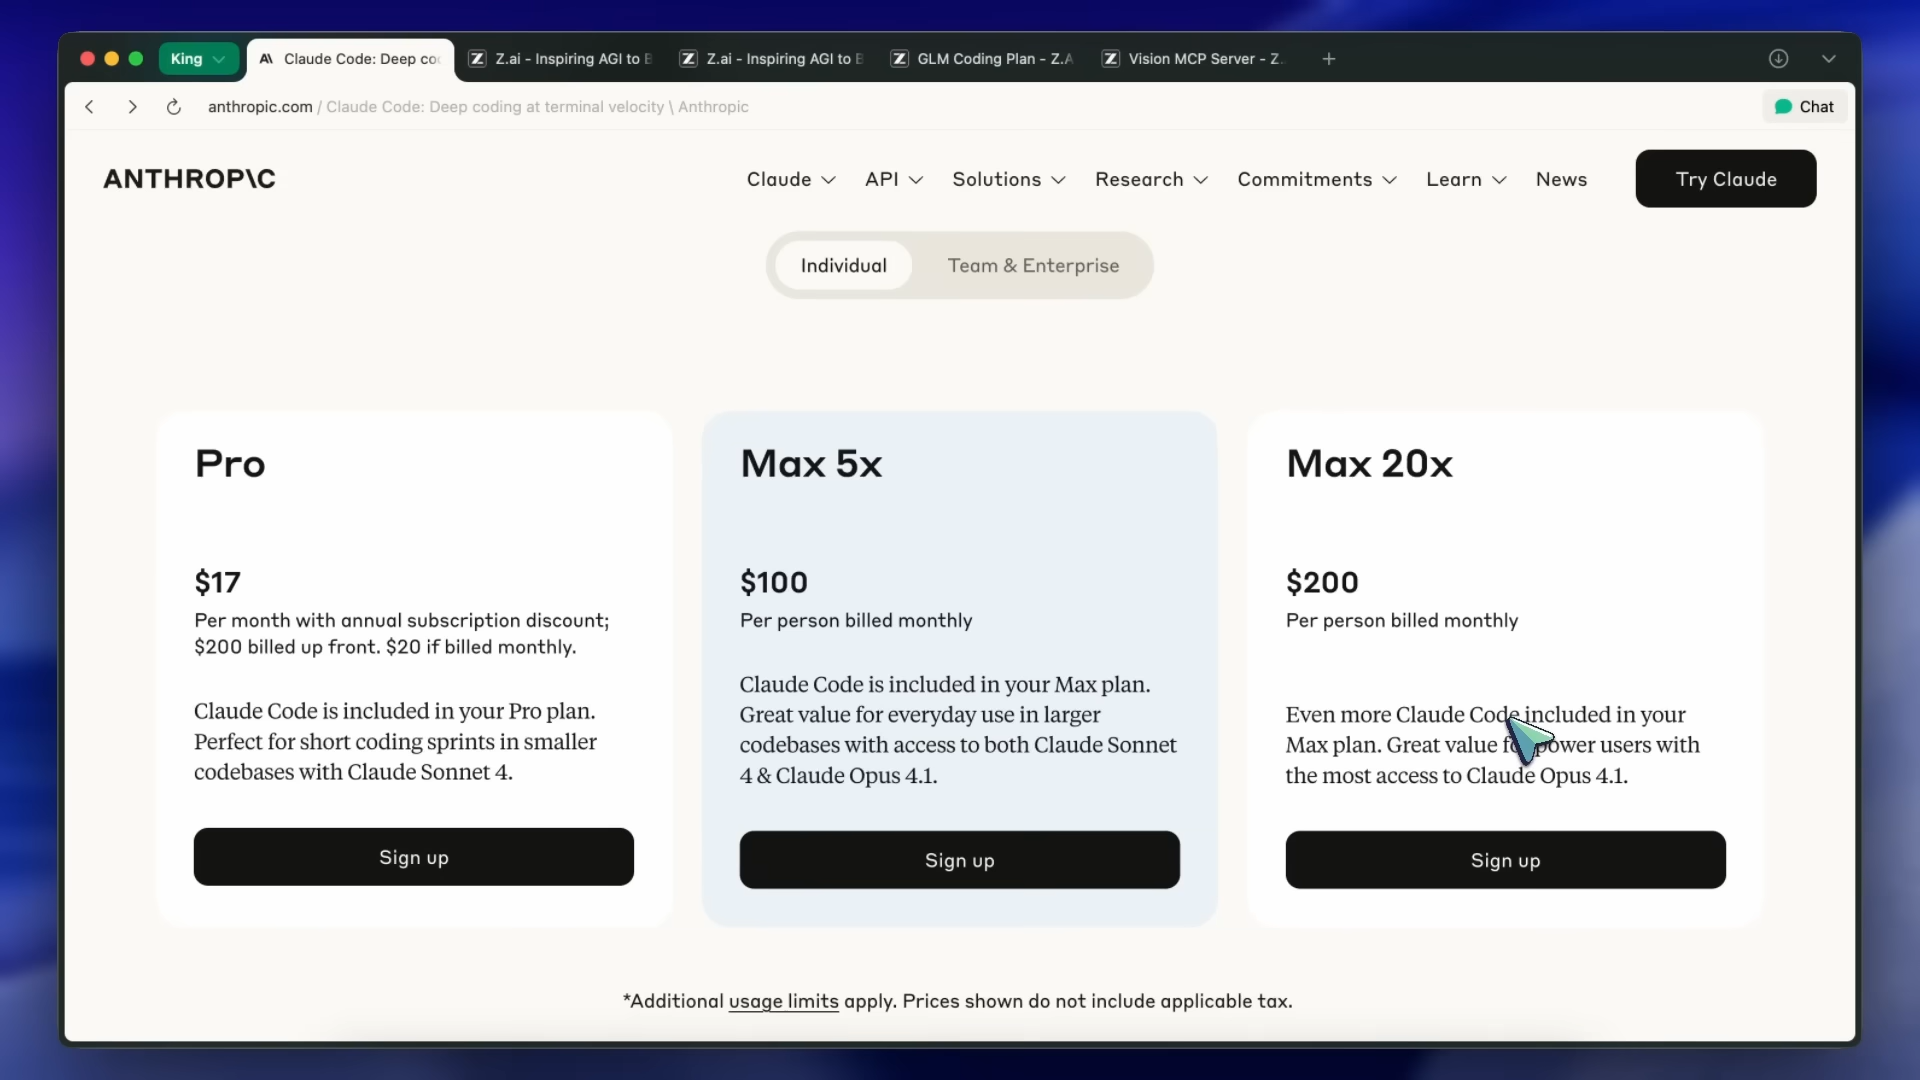 King
Claude Code: Deep co
Z.ai - Inspiring AGI to B
Z.ai - Inspiring AGI to B
GLM Coding Plan - Z.A
Vision MCP Server - Z.
anthropic.com / Claude Code: Deep coding at terminal velocity \ Anthropic
Chat
ANTHROP\C
Claude
API
Solutions
Research
Commitments
Learn
News
Try Claude
Individual
Team & Enterprise
Pro
$17
Per month with annual subscription discount;
$200 billed up front. $20 if billed monthly.
Claude Code is included in your Pro plan.
Perfect for short coding sprints in smaller
codebases with Claude Sonnet 4.
Sign up
Max 5x
$100
Per person billed monthly
Claude Code is included in your Max plan.
Great value for everyday use in larger
codebases with access to both Claude Sonnet
4 & Claude Opus 4.1.
Sign up
Max 20x
$200
Per person billed monthly
Even more Claude Code included in your
Max plan. Great value for power users with
the most access to Claude Opus 4.1.
Sign up
*Additional usage limits apply. Prices shown do not include applicable tax.